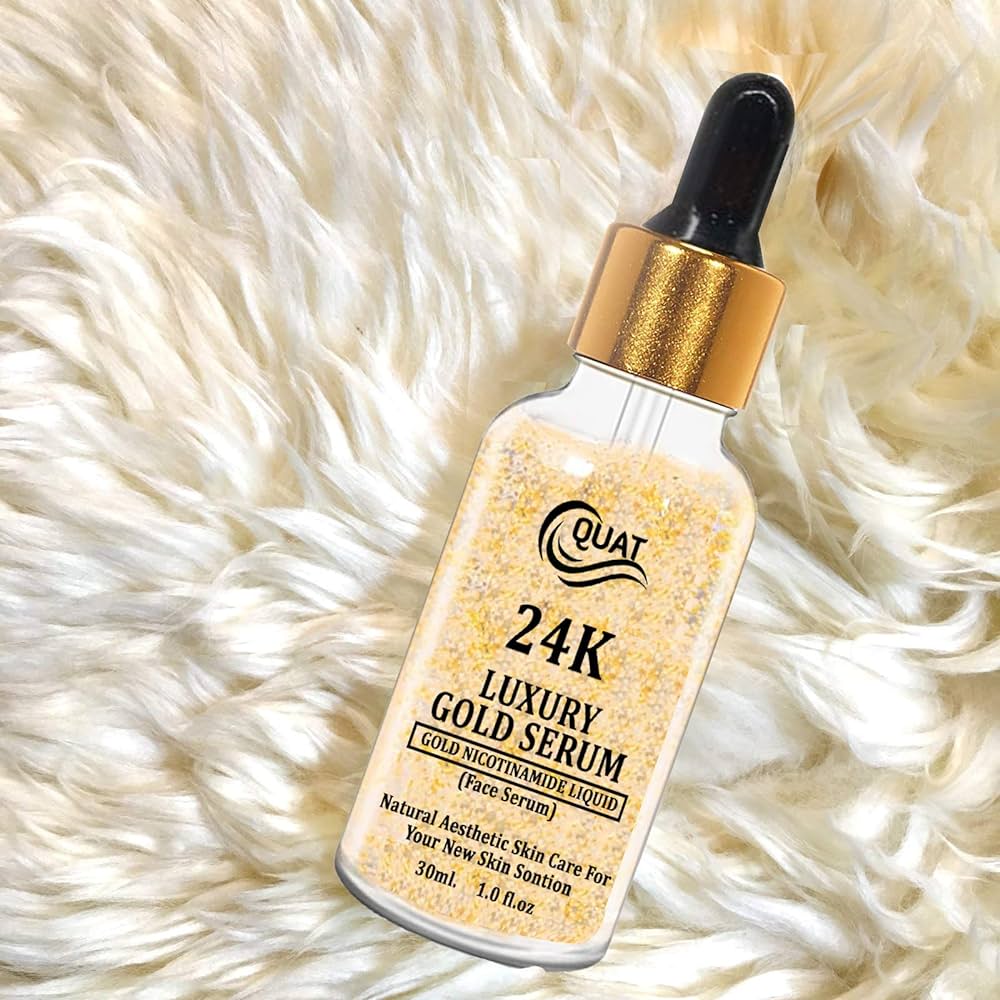 QUAT
24K
LUXURY
GOLD SERUM
GOLD NICOTINAMIDE LIQUID
(Face Serum)
Natural Aesthetic Skin Care For
Your New Skin Sontion
30ml. 1.0 fl.oz